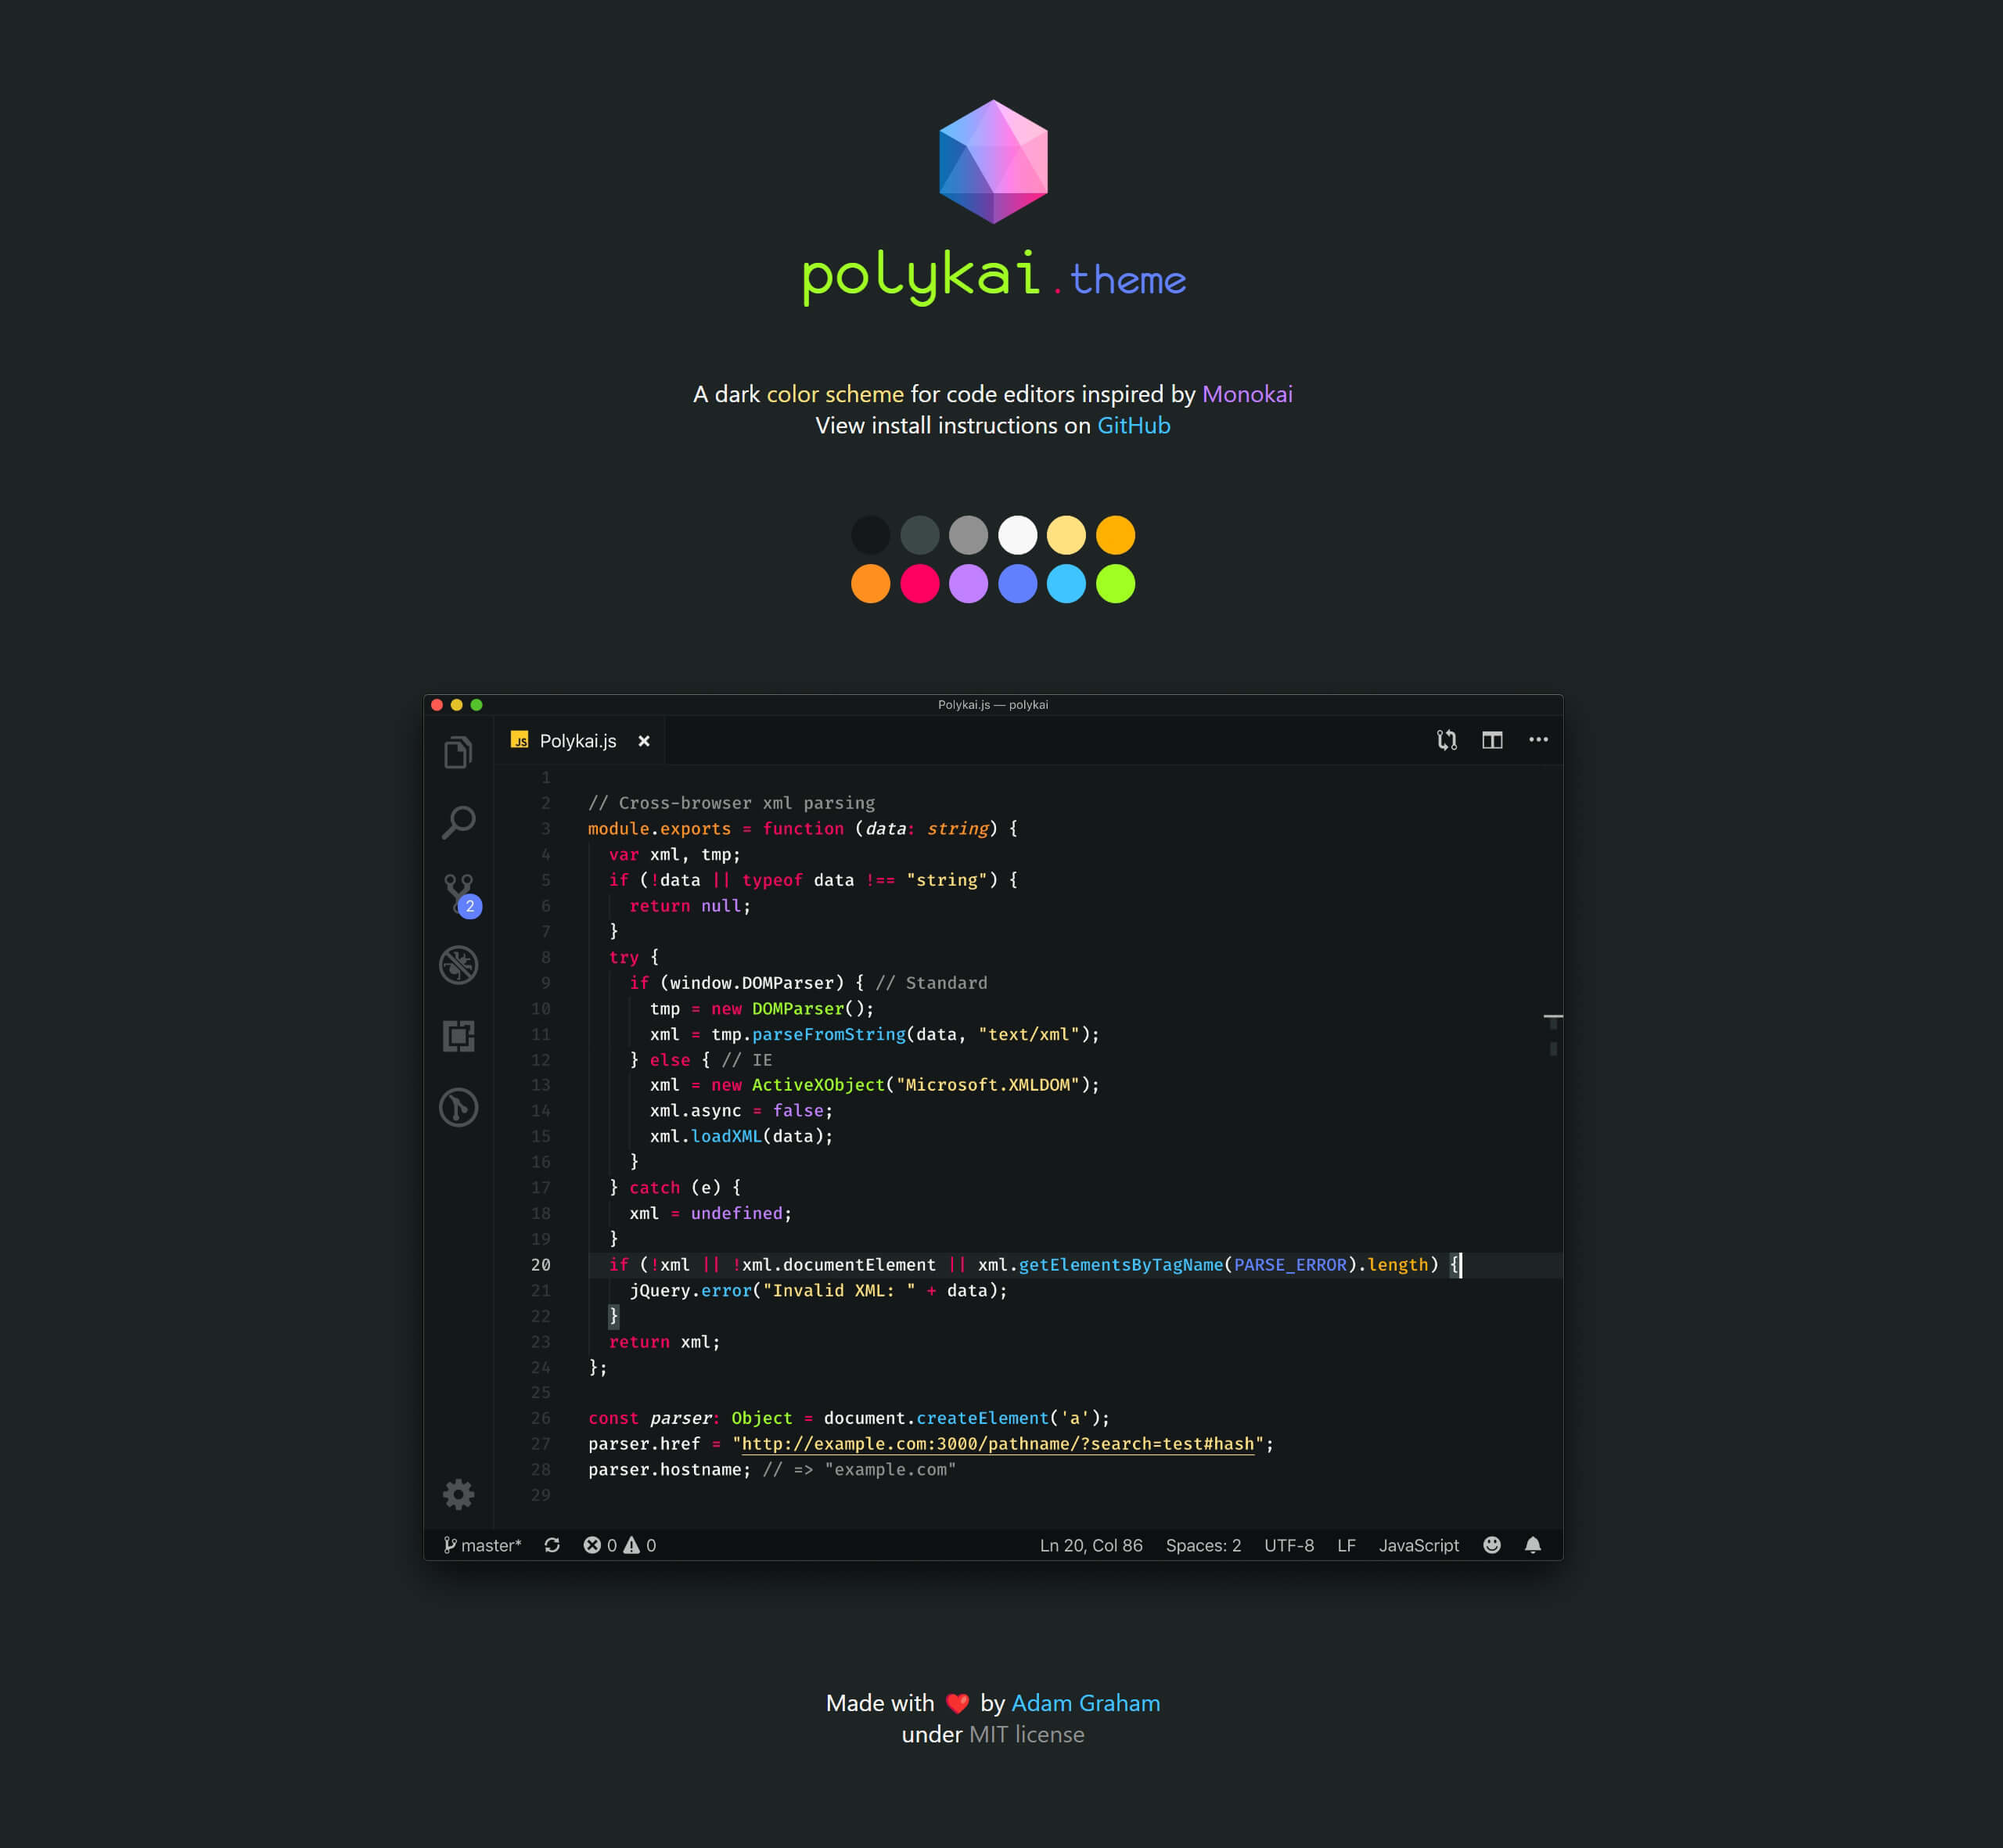 polykai.theme
A dark color scheme for code editors inspired by Monokai
View install instructions on GitHub
Polykai.js — polykai
JS Polykai.js
1
2 // Cross-browser xml parsing
3 module.exports = function (data: string) {
4   var xml, tmp;
5   if (!data || typeof data !== "string") {
6     return null;
7   }
8   try {
9     if (window.DOMParser) { // Standard
10       tmp = new DOMParser();
11       xml = tmp.parseFromString(data, "text/xml");
12     } else { // IE
13       xml = new ActiveXObject("Microsoft.XMLDOM");
14       xml.async = false;
15       xml.loadXML(data);
16     }
17   } catch (e) {
18     xml = undefined;
19   }
20   if (!xml || !xml.documentElement || xml.getElementsByTagName(PARSE_ERROR).length) {
21     jQuery.error("Invalid XML: " + data);
22   }
23   return xml;
24 };
25
26 const parser: Object = document.createElement('a');
27 parser.href = "http://example.com:3000/pathname/?search=test#hash";
28 parser.hostname; // => "example.com"
29
2
master* 0 0 Ln 20, Col 86 Spaces: 2 UTF-8 LF JavaScript
Made with ❤️ by Adam Graham
under MIT license